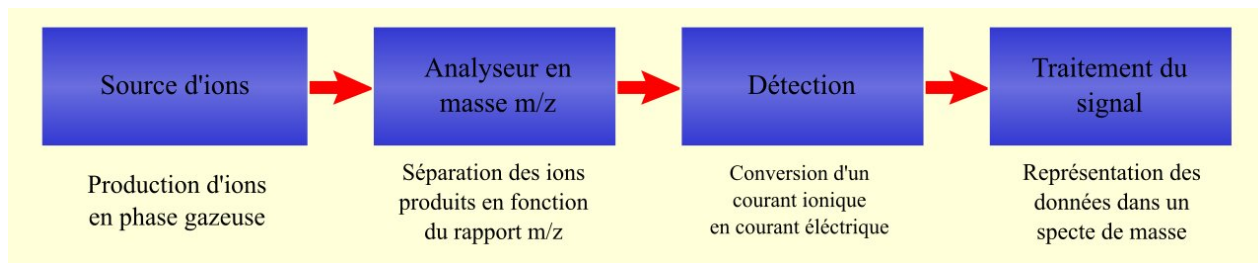 Source d'ions
Production d'ions
en phase gazeuse
Analyseur en
masse m/z
Séparation des ions
produits en fonction
du rapport m/z
Détection
Conversion d'un
courant ionique
en courant éléctrique
Traitement du
signal
Représentation des
données dans un
specte de masse